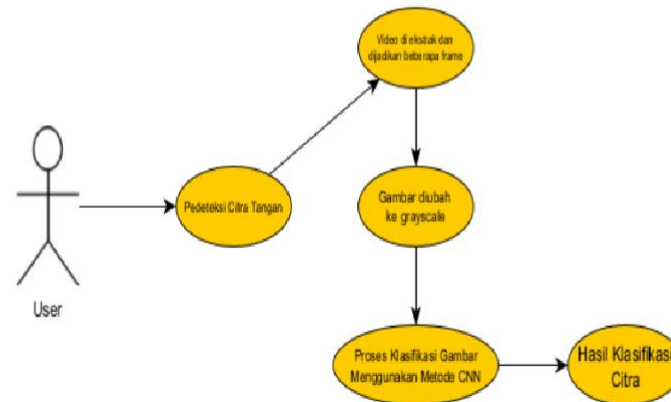 Video di ekstrak dan
dijadikan beberapa frame
Pedeteksi Citra Tangan
Gambar diubah
ke grayscale
User
Proses Klasifikasi Gambar
Menggunakan Metode CNN
Hasil Klasifikasi
Citra